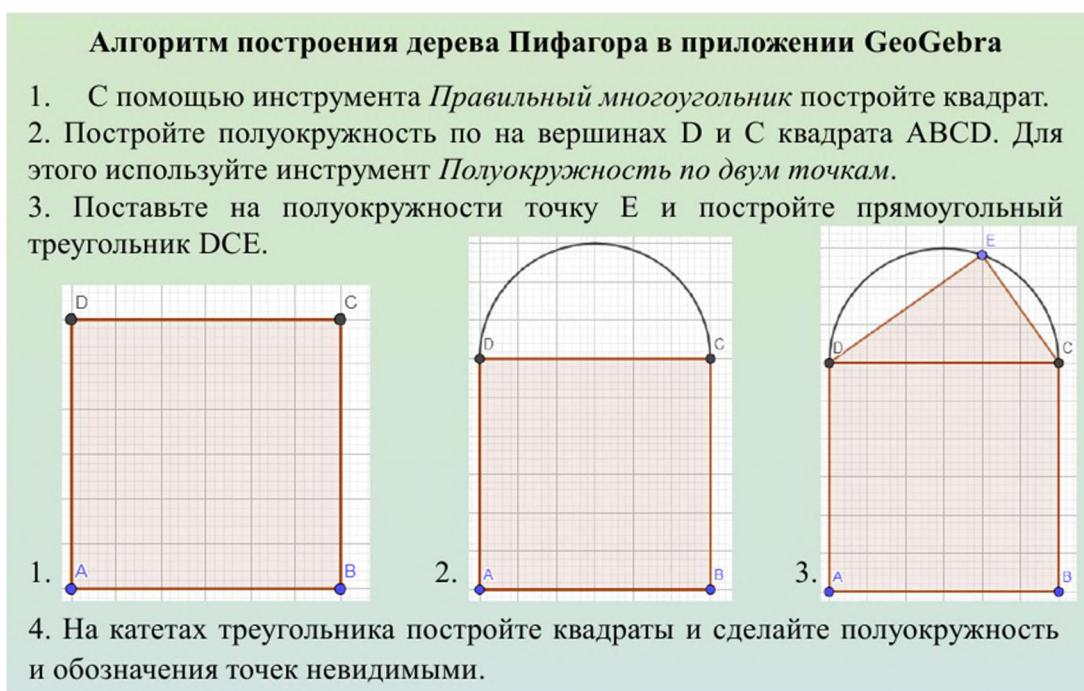 Алгоритм построения дерева Пифагора в приложении GeoGebra
1. С помощью инструмента Правильный многоугольник постройте квадрат.
2. Постройте полуокружность по на вершинах D и C квадрата ABCD. Для
этого используйте инструмент Полуокружность по двум точкам.
3. Поставьте на полуокружности точку E и постройте прямоугольный
треугольник DCE.
D C
A B
1.
D C
A B
2.
E
D C
A B
3.
4. На катетах треугольника постройте квадраты и сделайте полуокружность
и обозначения точек невидимыми.